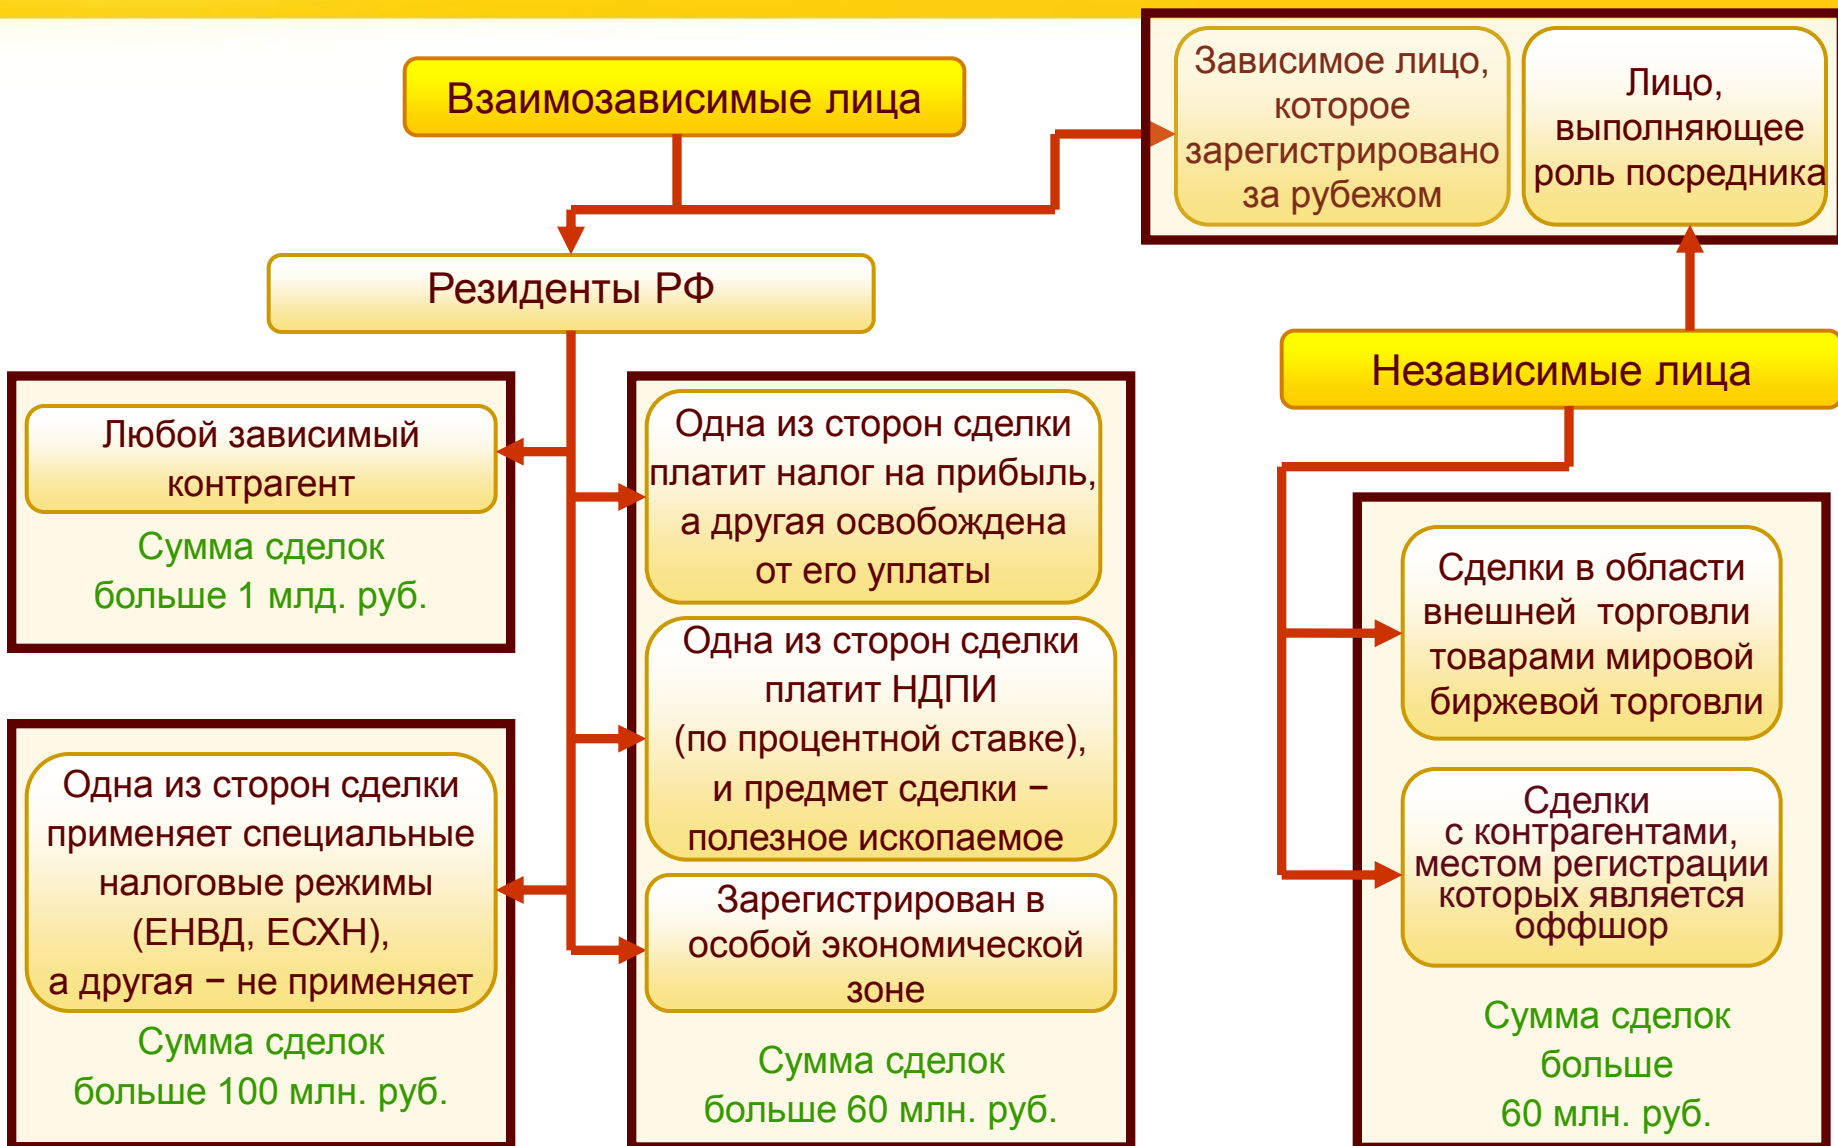 Взаимозависимые лица
Зависимое лицо,
которое
зарегистрировано
за рубежом
Лицо,
выполняющее
роль посредника
Резиденты РФ
Независимые лица
Любой зависимый
контрагент
Сумма сделок
больше 1 млд. руб.
Одна из сторон сделки
применяет специальные
налоговые режимы
(ЕНВД, ЕСХН),
а другая – не применяет
Сумма сделок
больше 100 млн. руб.
Одна из сторон сделки
платит налог на прибыль,
а другая освобождена
от его уплаты
Одна из сторон сделки
платит НДПИ
(по процентной ставке),
и предмет сделки –
полезное ископаемое
Зарегистрирован в
особой экономической
зоне
Сумма сделок
больше 60 млн. руб.
Сделки в области
внешней торговли
товарами мировой
биржевой торговли
Сделки
с контрагентами,
местом регистрации
которых является
оффшор
Сумма сделок
больше
60 млн. руб.